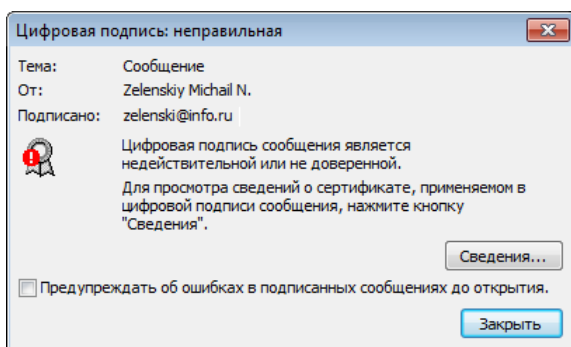 Цифровая подпись: неправильная
Тема: Сообщение
От: Zelenskiy Michail N.
Подписано: zelenski@info.ru
Цифровая подпись сообщения является
недействительной или не доверенной.
Для просмотра сведений о сертификате, применяемом в
цифровой подписи сообщения, нажмите кнопку
"Сведения".
Сведения...
Предупреждать об ошибках в подписанных сообщениях до открытия.
Закрыть